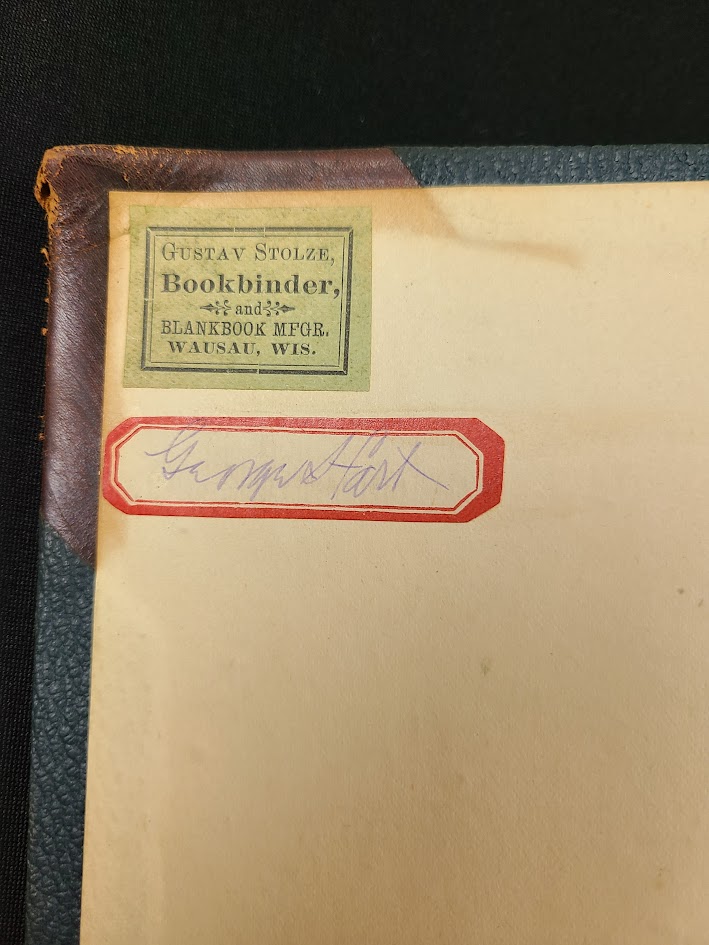 GUSTAV STOLZE,
Bookbinder,
and
BLANKBOOK MFGR.
WAUSAU, WIS.
George Hart